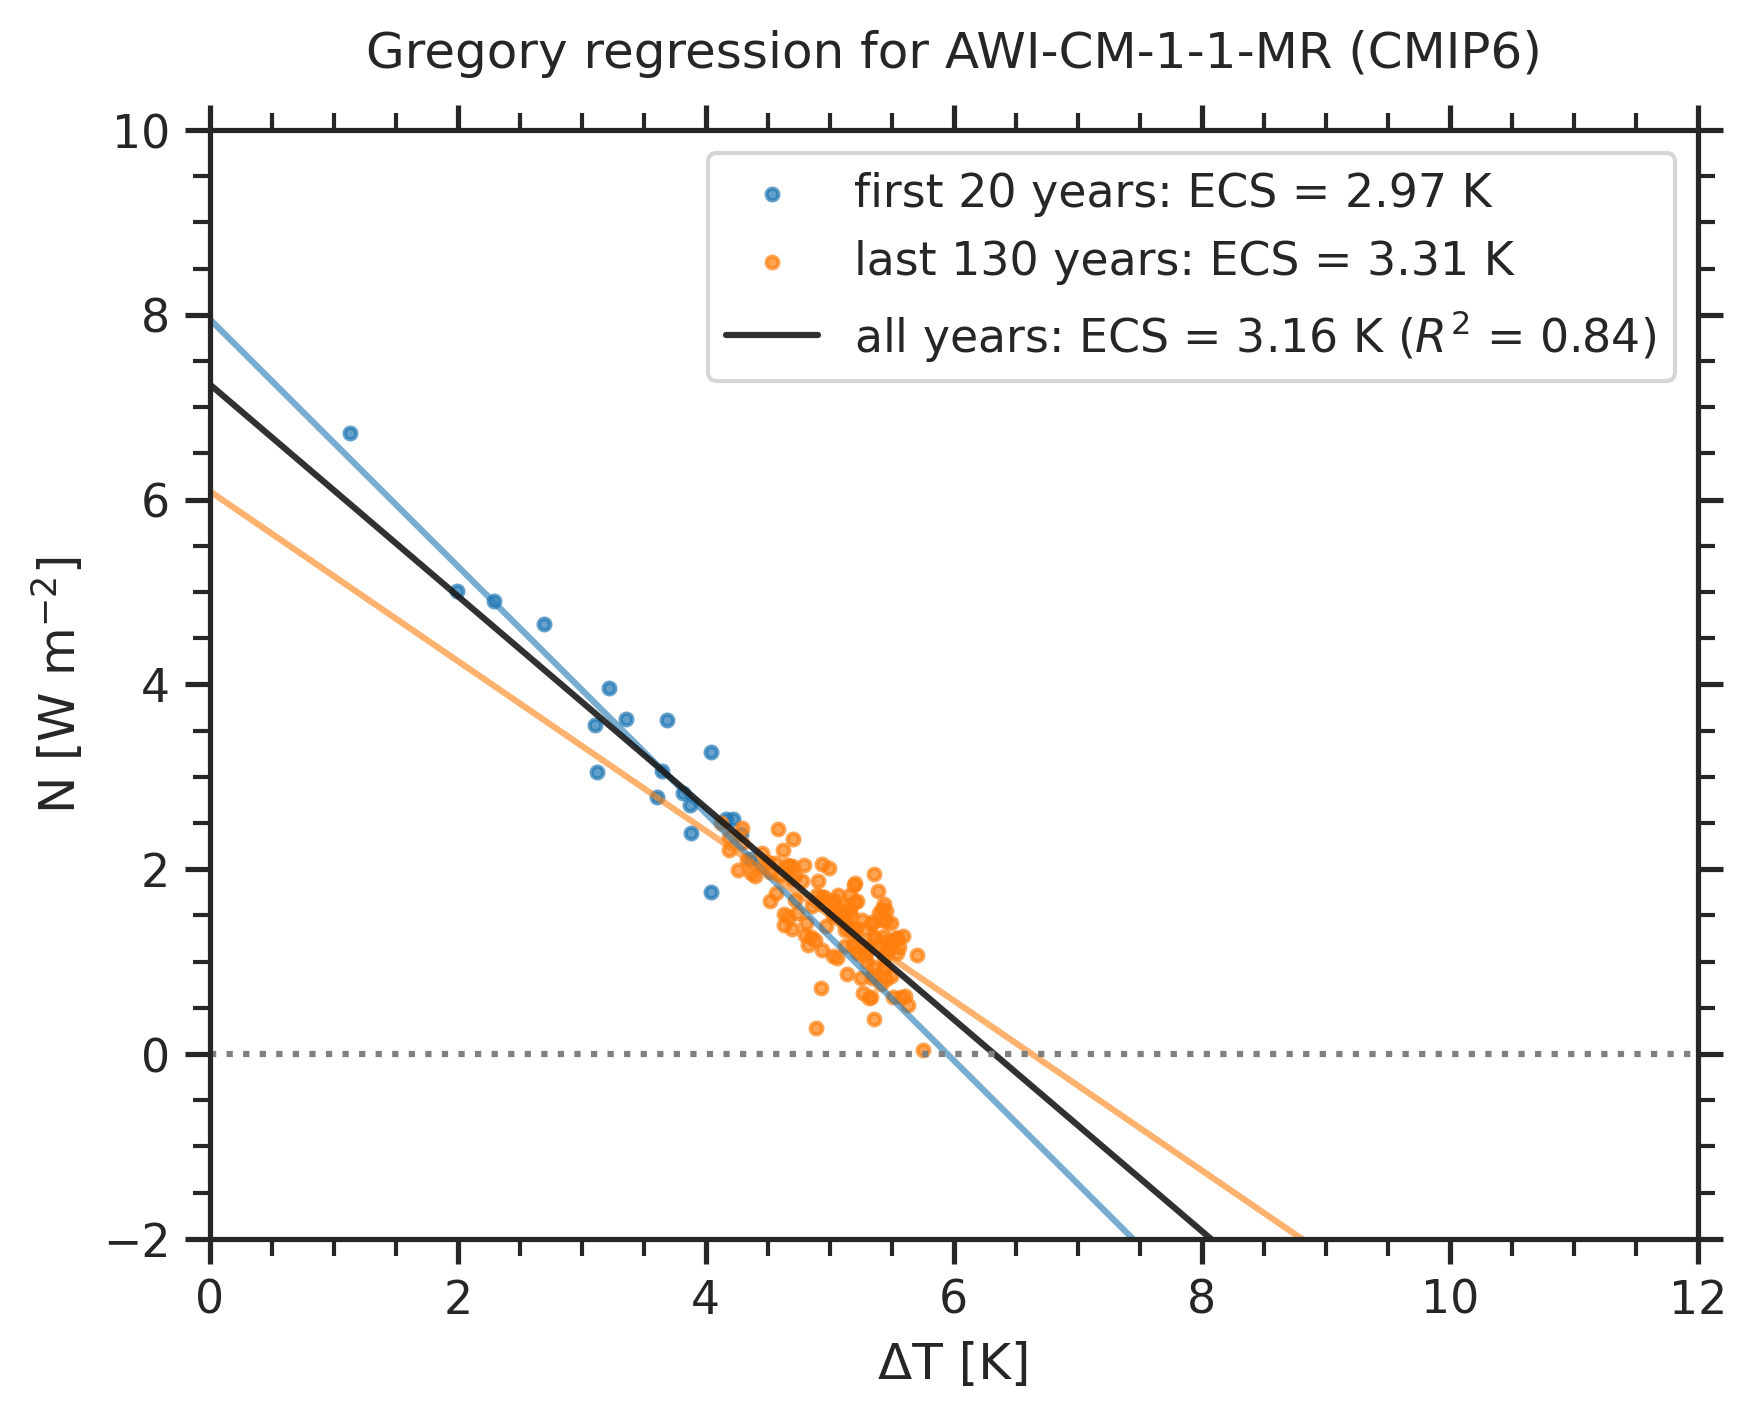 Gregory regression for AWI-CM-1-1-MR (CMIP6)
first 20 years: ECS = 2.97 K
last 130 years: ECS = 3.31 K
all years: ECS = 3.16 K (R² = 0.84)
N [W m⁻²]
10
8
6
4
2
0
−2
0 2 4 6 8 10 12
ΔT [K]